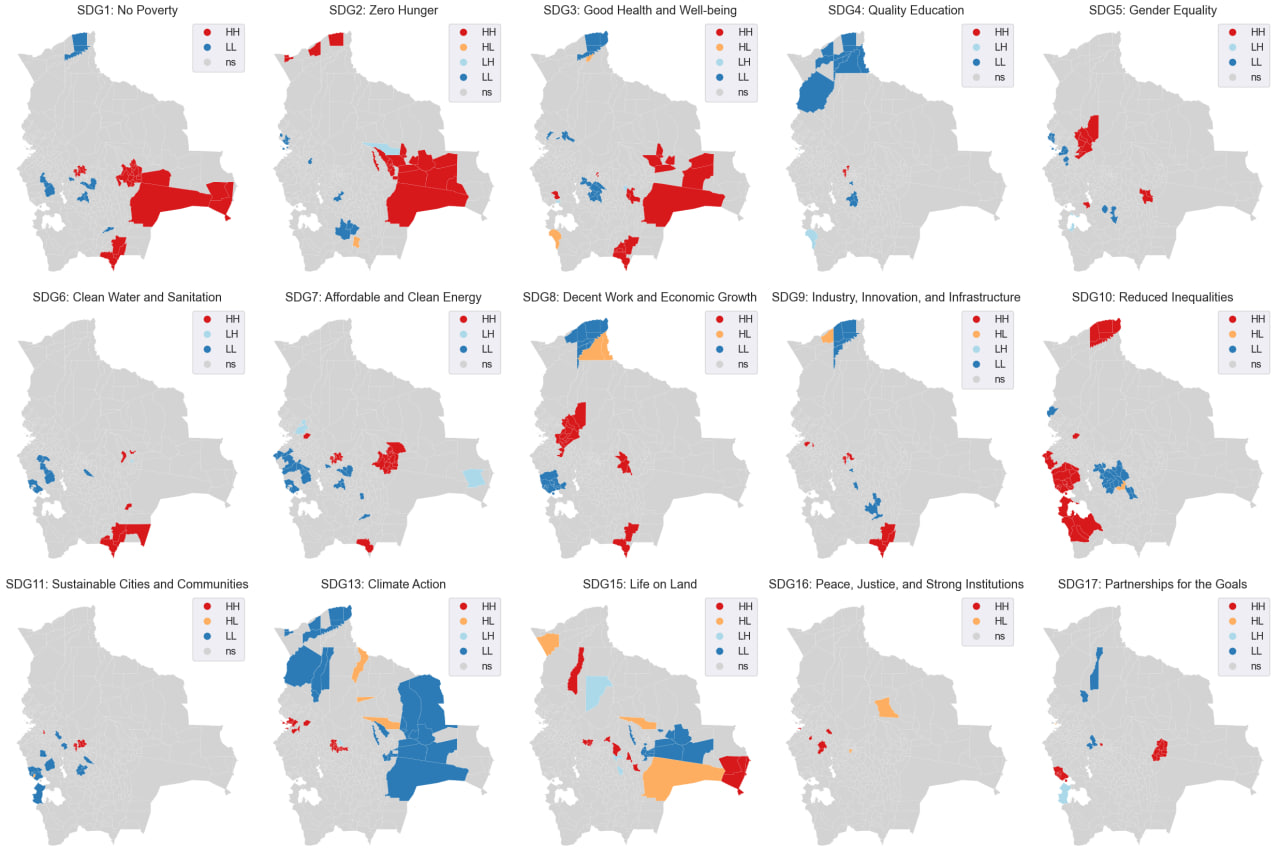 SDG1: No Poverty
HH
LL
ns
SDG2: Zero Hunger
HH
HL
LH
LL
ns
SDG3: Good Health and Well-being
HH
HL
LH
LL
ns
SDG4: Quality Education
HH
LH
LL
ns
SDG5: Gender Equality
HH
LH
LL
ns
SDG6: Clean Water and Sanitation
HH
LH
LL
ns
SDG7: Affordable and Clean Energy
HH
LH
LL
ns
SDG8: Decent Work and Economic Growth
HH
HL
LL
ns
SDG9: Industry, Innovation, and Infrastructure
HH
HL
LH
LL
ns
SDG10: Reduced Inequalities
HH
HL
LL
ns
SDG11: Sustainable Cities and Communities
HH
HL
LL
ns
SDG13: Climate Action
HH
HL
LH
LL
ns
SDG15: Life on Land
HH
HL
LH
LL
ns
SDG16: Peace, Justice, and Strong Institutions
HH
HL
ns
SDG17: Partnerships for the Goals
HH
HL
LH
LL
ns